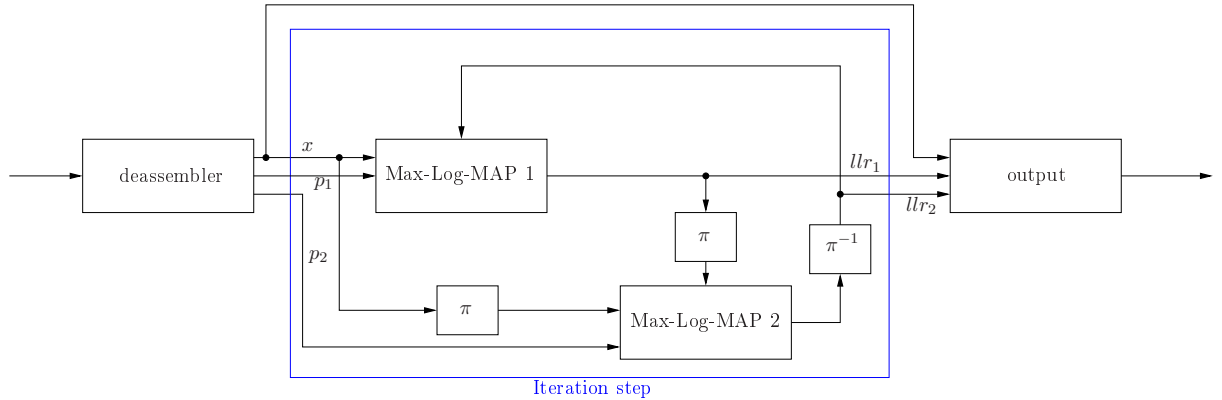 x
deassembler
p₁
Max-Log-MAP 1
llr₁
output
llr₂
p₂
π
π⁻¹
π
Max-Log-MAP 2
Iteration step